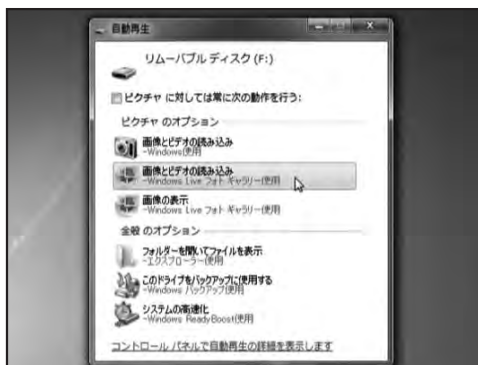 自動再生
リムーバブル ディスク (F:)
ピクチャ に対しては常に次の動作を行う:
ピクチャ のオプション
画像とビデオの読み込み
-Windows使用
画像とビデオの読み込み
-Windows Live フォト ギャラリー使用
画像の表示
-Windows Live フォト ギャラリー使用
全般 のオプション
フォルダーを開いてファイルを表示
-エクスプローラー使用
このドライブをバックアップに使用する
-Windows バックアップ使用
システムの高速化
-Windows ReadyBoost使用
コントロール パネルで自動再生の詳細を表示します